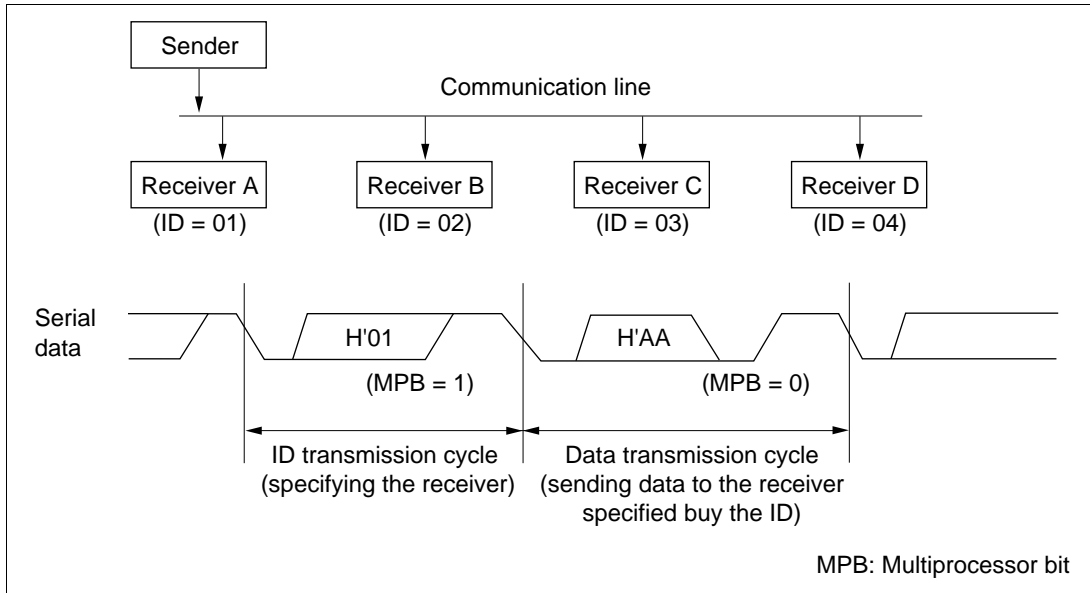 Sender
Communication line
Receiver A Receiver B Receiver C Receiver D
(ID = 01) (ID = 02) (ID = 03) (ID = 04)
Serial
data
H'01 H'AA
(MPB = 1) (MPB = 0)
ID transmission cycle
(specifying the receiver)
Data transmission cycle
(sending data to the receiver
specified buy the ID)
MPB: Multiprocessor bit